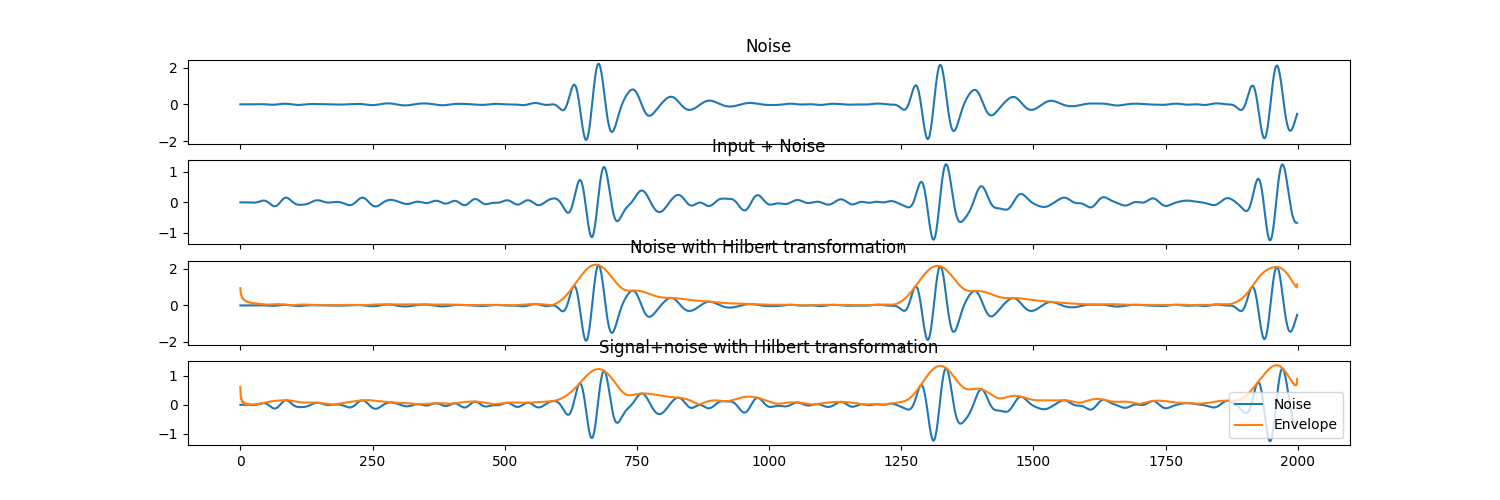 Noise
2
0
−2
Input + Noise
1
0
−1
Noise with Hilbert transformation
2
0
−2
Signal+noise with Hilbert transformation
1
0
−1
Noise
Envelope
0 250 500 750 1000 1250 1500 1750 2000